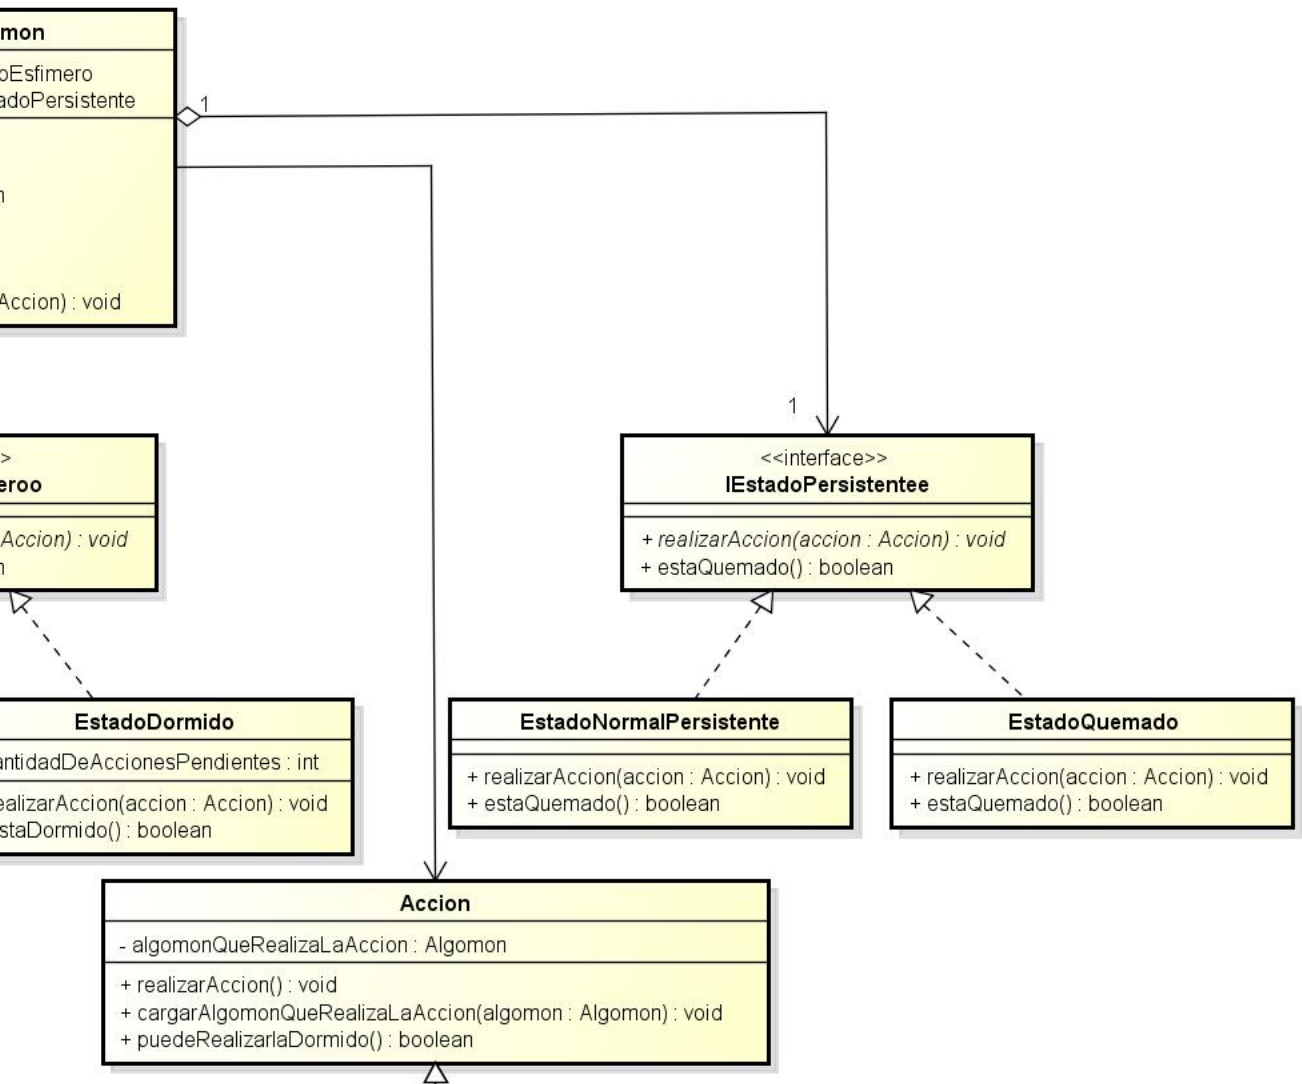 mon
oEsfimero
adoPersistente
1
n
Accion) : void
1
>
eroo
Accion) : void
n
<<interface>>
IEstadoPersistentee
+ realizarAccion(accion : Accion) : void
+ estaQuemado() : boolean
EstadoDormido
antidadDeAccionesPendientes : int
ealizarAccion(accion : Accion) : void
staDormido() : boolean
EstadoNormalPersistente
+ realizarAccion(accion : Accion) : void
+ estaQuemado() : boolean
EstadoQuemado
+ realizarAccion(accion : Accion) : void
+ estaQuemado() : boolean
Accion
- algomonQueRealizaLaAccion : Algomon
+ realizarAccion() : void
+ cargarAlgomonQueRealizaLaAccion(algomon : Algomon) : void
+ puedeRealizarlaDormido() : boolean